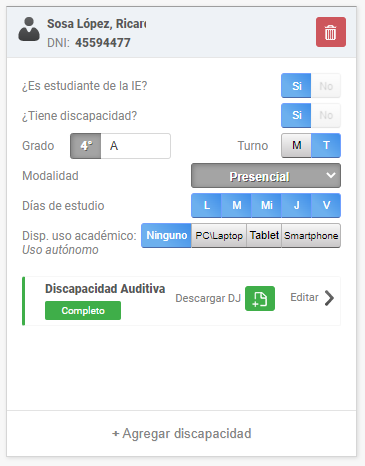 Sosa López, Ricar
DNI: 45594477
¿Es estudiante de la IE? Si No
¿Tiene discapacidad? Si No
Grado 4° A Turno M T
Modalidad Presencial
Días de estudio L M Mi J V
Disp. uso académico: Ninguno PC\Laptop Tablet Smartphone
Uso autónomo
Discapacidad Auditiva
Completo
Descargar DJ
Editar
+ Agregar discapacidad